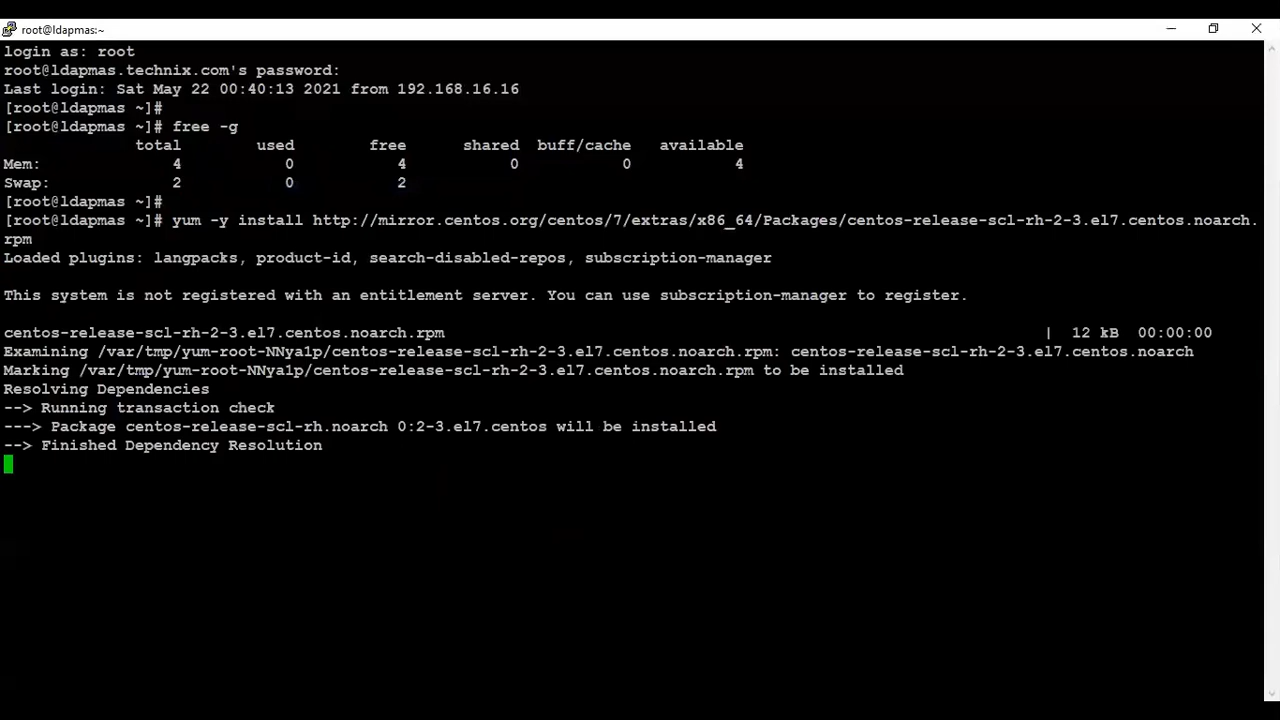 root@ldapmas:~
login as: root
root@ldapmas.technix.com's password:
Last login: Sat May 22 00:40:13 2021 from 192.168.16.16
[root@ldapmas ~]#
[root@ldapmas ~]# free -g
              total        used        free      shared  buff/cache   available
Mem:              4           0           4           0           0           4
Swap:             2           0           2
[root@ldapmas ~]#
[root@ldapmas ~]# yum -y install http://mirror.centos.org/centos/7/extras/x86_64/Packages/centos-release-scl-rh-2-3.el7.centos.noarch.
rpm
Loaded plugins: langpacks, product-id, search-disabled-repos, subscription-manager
This system is not registered with an entitlement server. You can use subscription-manager to register.
centos-release-scl-rh-2-3.el7.centos.noarch.rpm | 12 kB 00:00:00
Examining /var/tmp/yum-root-NNya1p/centos-release-scl-rh-2-3.el7.centos.noarch.rpm: centos-release-scl-rh-2-3.el7.centos.noarch
Marking /var/tmp/yum-root-NNya1p/centos-release-scl-rh-2-3.el7.centos.noarch.rpm to be installed
Resolving Dependencies
--> Running transaction check
---> Package centos-release-scl-rh.noarch 0:2-3.el7.centos will be installed
--> Finished Dependency Resolution